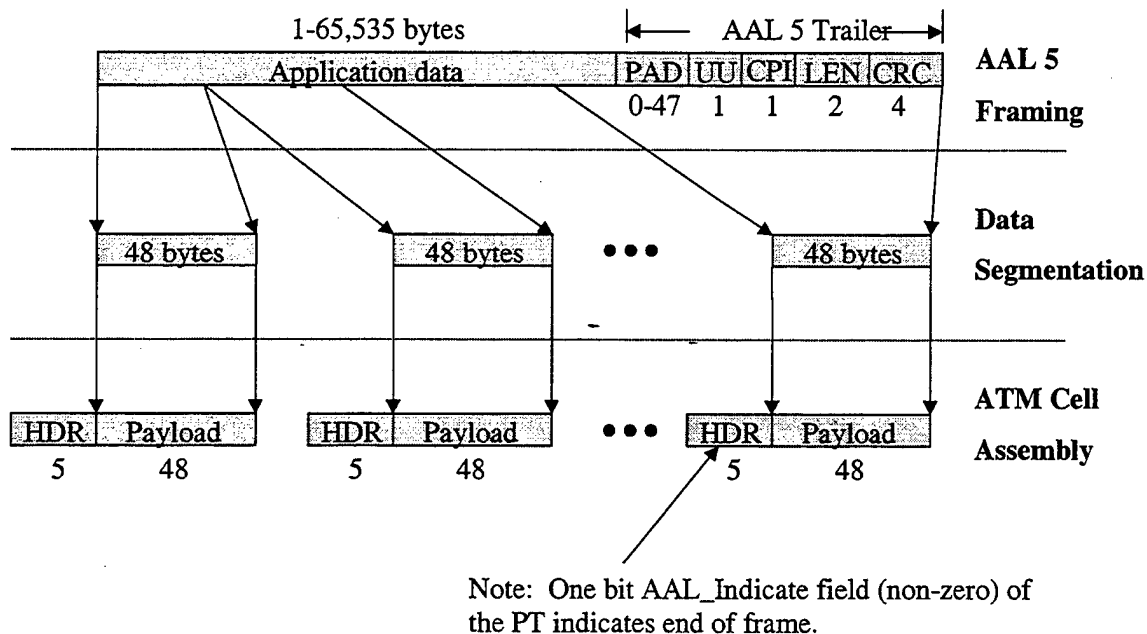 1-65,535 bytes
AAL 5 Trailer
Application data PAD UU CPI LEN CRC
0-47 1 1 2 4
AAL 5
Framing
48 bytes 48 bytes ••• 48 bytes
Data
Segmentation
HDR Payload HDR Payload ••• HDR Payload
5 48 5 48 5 48
ATM Cell
Assembly
Note: One bit AAL_Indicate field (non-zero) of
the PT indicates end of frame.